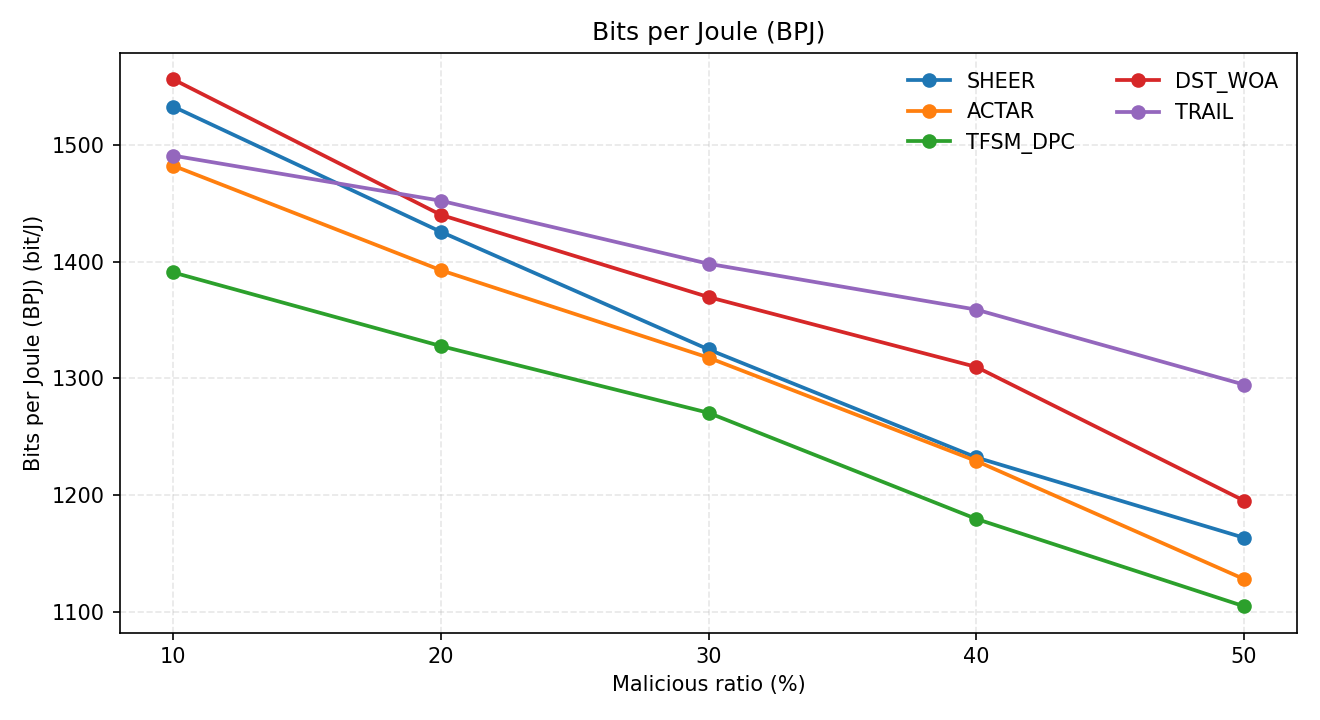 Bits per Joule (BPJ)
SHEER
ACTAR
TFSM_DPC
DST_WOA
TRAIL
Bits per Joule (BPJ) (bit/J)
1500
1400
1300
1200
1100
10 20 30 40 50
Malicious ratio (%)